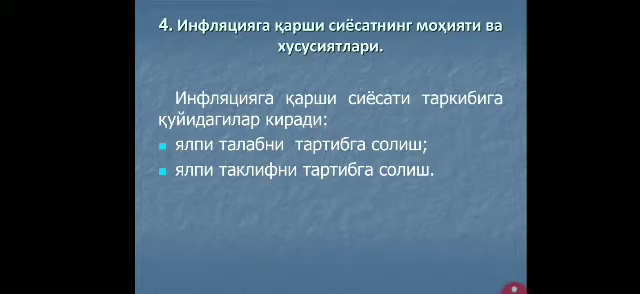 4. Инфляцияга қарши сиёсатнинг моҳияти ва
хусусиятлари.
Инфляцияга қарши сиёсати таркибига
қуйидагилар киради:
ялпи талабни тартибга солиш;
ялпи таклифни тартибга солиш.